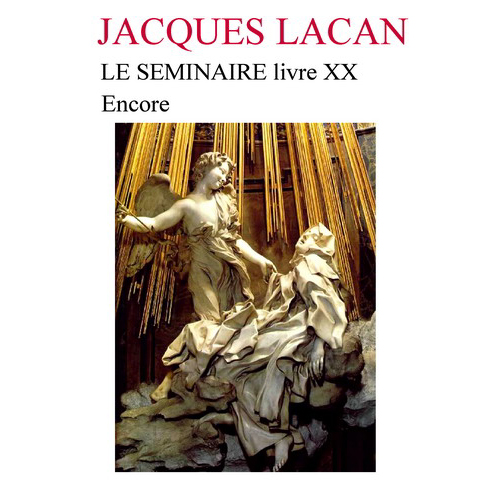 JACQUES LACAN
LE SEMINAIRE livre XX
Encore